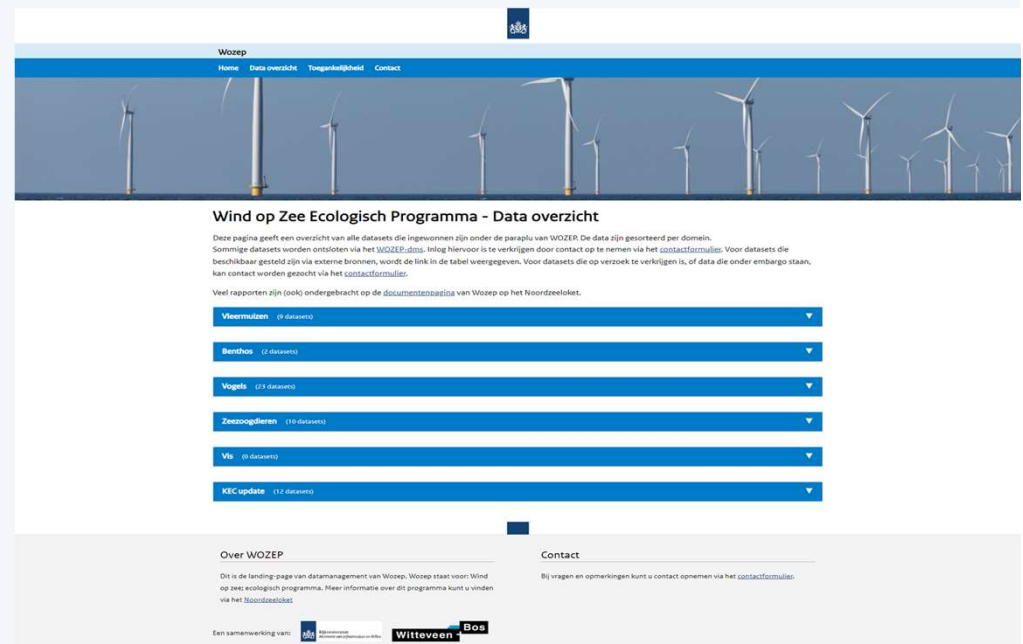 Wozep
Home Data overzicht Toegankelijkheid Contact
Wind op Zee Ecologisch Programma - Data overzicht
Deze pagina geeft een overzicht van alle datasets die ingewonnen zijn onder de paraplu van WOZEP. De data zijn gesorteerd per domein.
Sommige datasets worden ontsloten via het WOZEP-dms. Inlog hiervoor is te verkrijgen door contact op te nemen via het contactformulier. Voor datasets die
beschikbaar gesteld zijn via externe bronnen, wordt de link in de tabel weergegeven. Voor datasets die op verzoek te verkrijgen is, of data die onder embargo staan,
kan contact worden gezocht via het contactformulier.
Veel rapporten zijn (ook) ondergebracht op de documentenpagina van Wozep op het Noordzeeloket.
Vleermuizen (9 datasets)
Benthos (2 datasets)
Vogels (23 datasets)
Zeezoogdieren (10 datasets)
Vis (0 datasets)
KEC update (12 datasets)
Over WOZEP
Dit is de landing-page van datamanagement van Wozep. Wozep staat voor: Wind
op zee; ecologisch programma. Meer informatie over dit programma kunt u vinden
via het Noordzeeloket
Contact
Bij vragen en opmerkingen kunt u contact opnemen via het contactformulier.
Een samenwerking van:
Witteveen + Bos